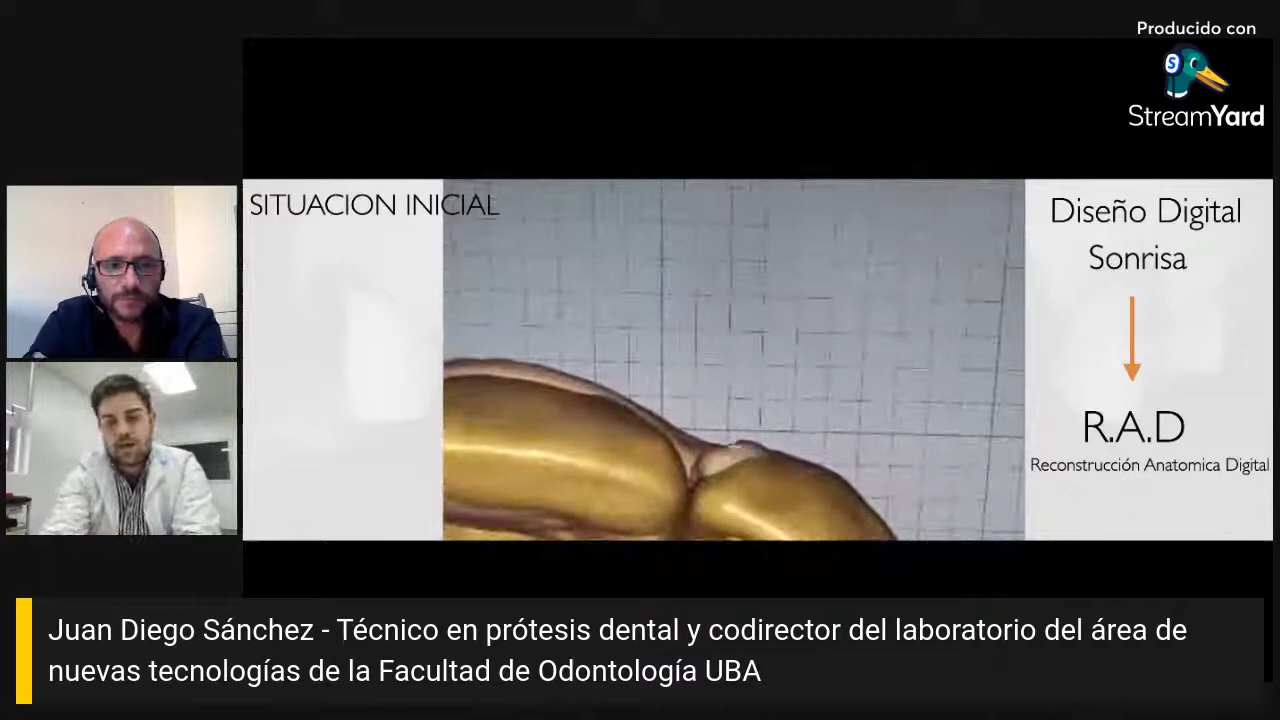 Producido con
StreamYard
SITUACION INICIAL
Diseño Digital
Sonrisa
R.A.D
Reconstrucción Anatomica Digital
Juan Diego Sánchez - Técnico en prótesis dental y codirector del laboratorio del área de
nuevas tecnologías de la Facultad de Odontología UBA